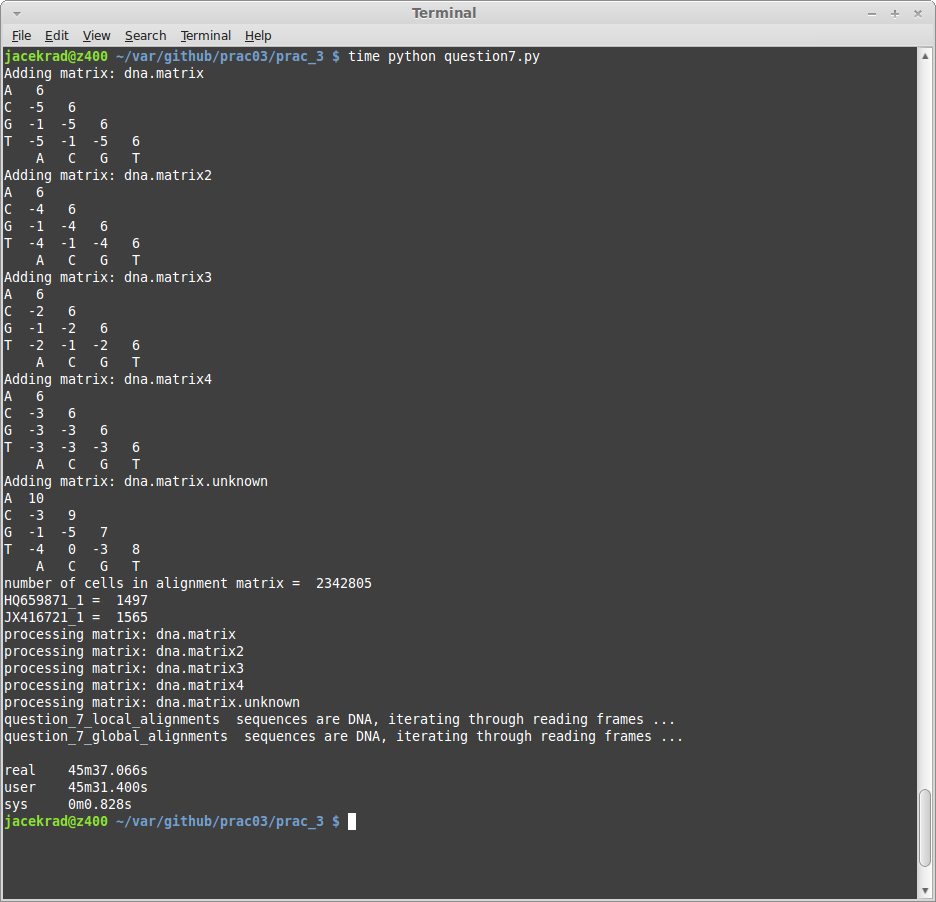 Terminal
File Edit View Search Terminal Help
jacekrad@z400 ~/var/github/prac03/prac_3 $ time python question7.py
Adding matrix: dna.matrix
A   6
C  -5   6
G  -1  -5   6
T  -5  -1  -5   6
    A   C   G   T
Adding matrix: dna.matrix2
A   6
C  -4   6
G  -1  -4   6
T  -4  -1  -4   6
    A   C   G   T
Adding matrix: dna.matrix3
A   6
C  -2   6
G  -1  -2   6
T  -2  -1  -2   6
    A   C   G   T
Adding matrix: dna.matrix4
A   6
C  -3   6
G  -3  -3   6
T  -3  -3  -3   6
    A   C   G   T
Adding matrix: dna.matrix.unknown
A  10
C  -3   9
G  -1  -5   7
T  -4   0  -3   8
    A   C   G   T
number of cells in alignment matrix =  2342805
HQ659871_1 =  1497
JX416721_1 =  1565
processing matrix: dna.matrix
processing matrix: dna.matrix2
processing matrix: dna.matrix3
processing matrix: dna.matrix4
processing matrix: dna.matrix.unknown
question_7_local_alignments  sequences are DNA, iterating through reading frames ...
question_7_global_alignments  sequences are DNA, iterating through reading frames ...
real    45m37.066s
user    45m31.400s
sys     0m0.828s
jacekrad@z400 ~/var/github/prac03/prac_3 $